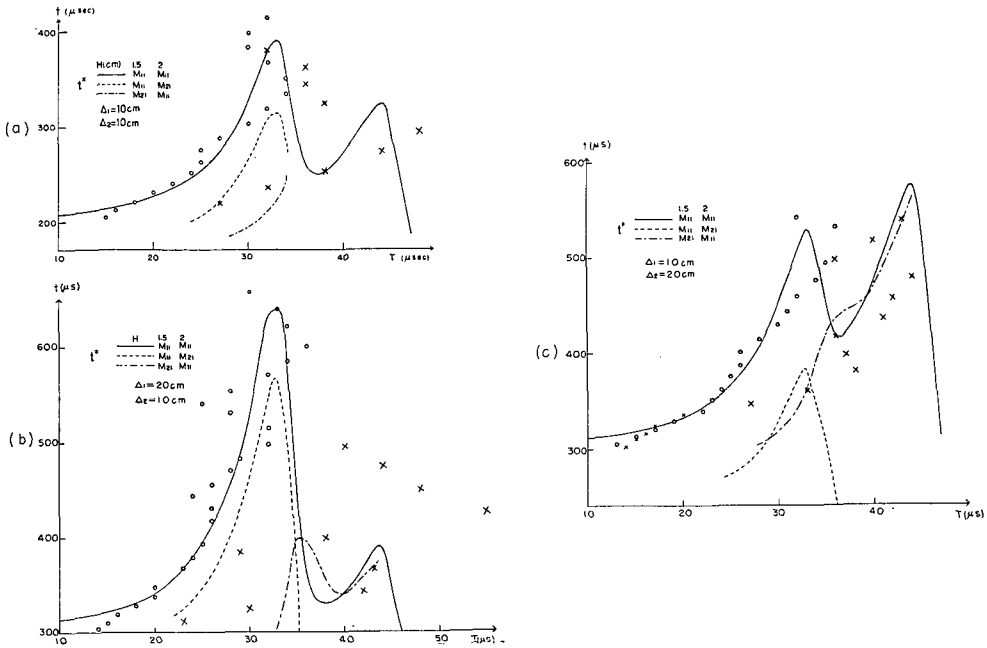 (a)
t (μsec)
400
300
200
10
20
30
40
T (μsec)
H(cm) 1.5 2
t* M11 M11
M11 M21
M21 M11
Δ1=10cm
Δ2=10cm
(b)
t (μs)
600
500
400
300
10
20
30
40
50
T(μs)
H 1.5 2
t* M11 M11
M11 M21
M21 M11
Δ1=20cm
Δ2=10cm
(c)
t (μs)
600
500
400
300
10
20
30
40
T(μs)
1.5 2
t* M11 M11
M11 M21
M21 M11
Δ1=10cm
Δ2=20cm